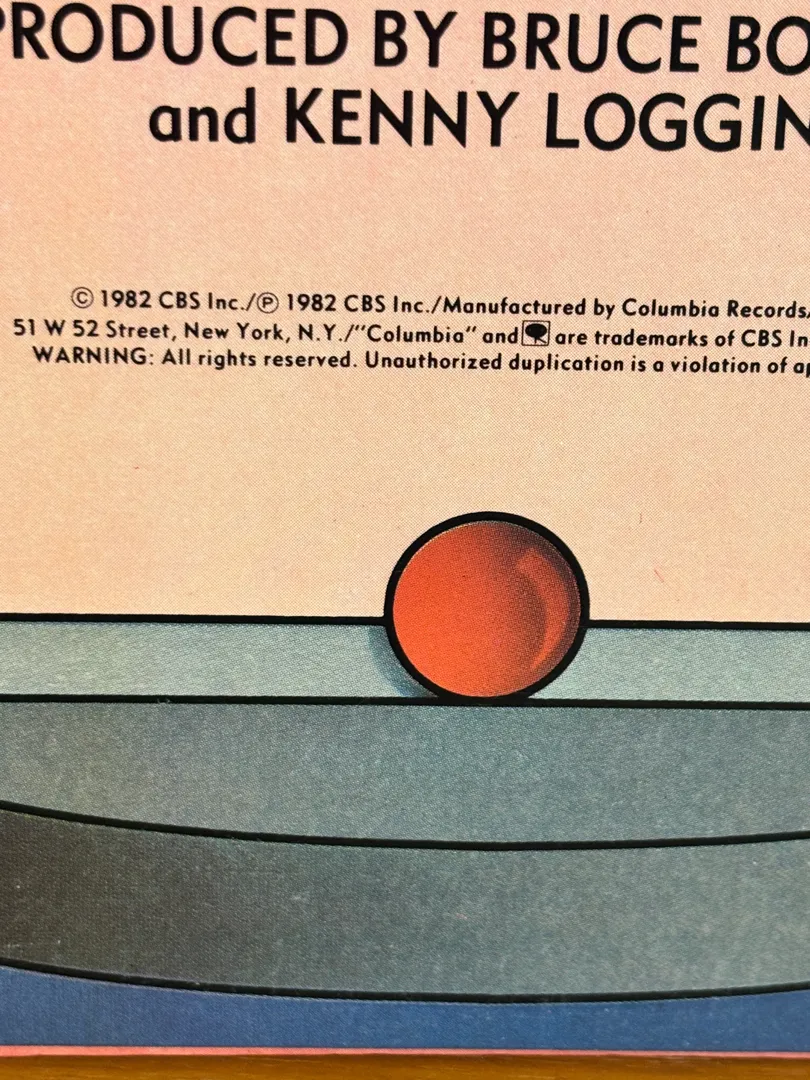 PRODUCED BY BRUCE BO
and KENNY LOGGIN
© 1982 CBS Inc./℗ 1982 CBS Inc./Manufactured by Columbia Records/
51 W 52 Street, New York, N.Y./"Columbia" and are trademarks of CBS In
WARNING: All rights reserved. Unauthorized duplication is a violation of ap